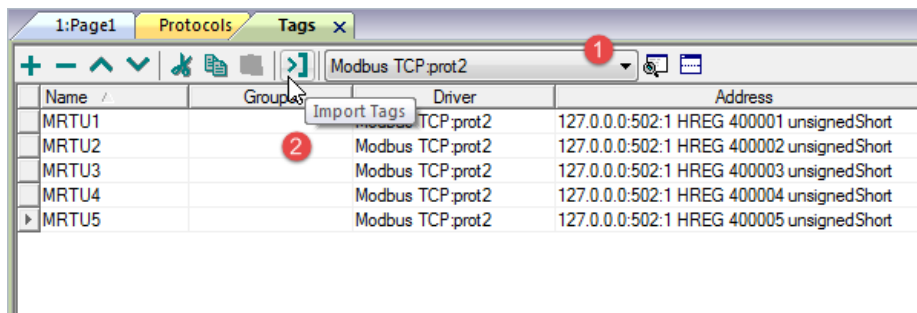 1:Page1 Protocols Tags x
Modbus TCP:prot2 1
Name Groups Driver Address
Import Tags
MRTU1 Modbus TCP:prot2 127.0.0.0:502:1 HREG 400001 unsignedShort
MRTU2 2 Modbus TCP:prot2 127.0.0.0:502:1 HREG 400002 unsignedShort
MRTU3 Modbus TCP:prot2 127.0.0.0:502:1 HREG 400003 unsignedShort
MRTU4 Modbus TCP:prot2 127.0.0.0:502:1 HREG 400004 unsignedShort
MRTU5 Modbus TCP:prot2 127.0.0.0:502:1 HREG 400005 unsignedShort